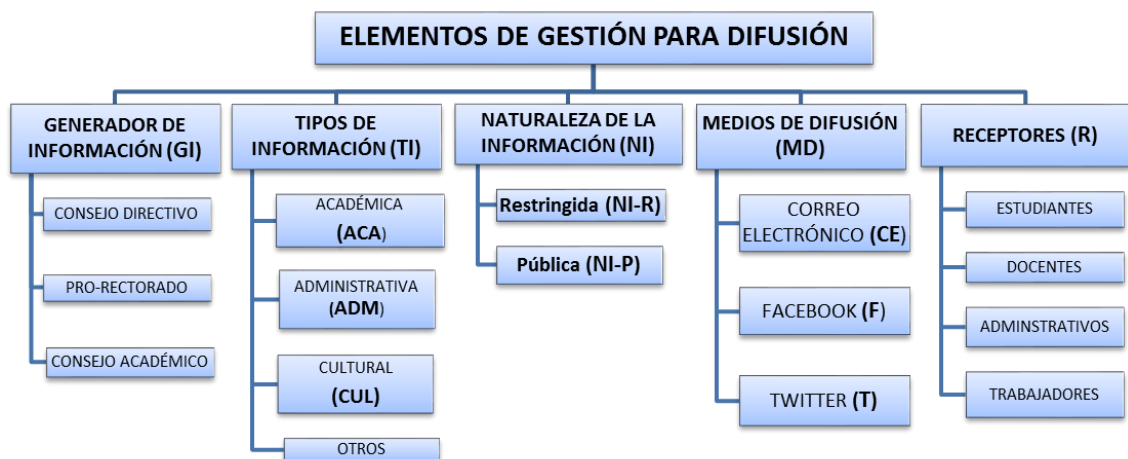 ELEMENTOS DE GESTIÓN PARA DIFUSIÓN
GENERADOR DE
INFORMACIÓN (GI)
CONSEJO DIRECTIVO
PRO-RECTORADO
CONSEJO ACADÉMICO
TIPOS DE
INFORMACIÓN (TI)
ACADÉMICA
(ACA)
ADMINISTRATIVA
(ADM)
CULTURAL
(CUL)
OTROS
NATURALEZA DE LA
INFORMACIÓN (NI)
Restringida (NI-R)
Pública (NI-P)
MEDIOS DE DIFUSIÓN
(MD)
CORREO
ELECTRÓNICO (CE)
FACEBOOK (F)
TWITTER (T)
RECEPTORES (R)
ESTUDIANTES
DOCENTES
ADMINSTRATIVOS
TRABAJADORES